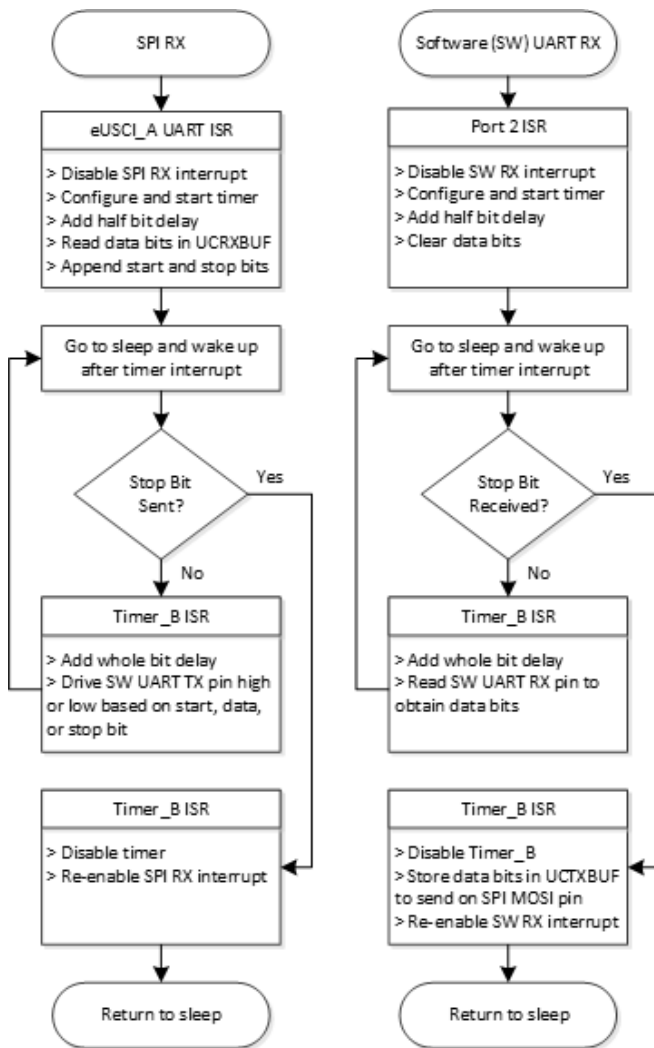 SPI RX
eUSCI_A UART ISR
> Disable SPI RX interrupt
> Configure and start timer
> Add half bit delay
> Read data bits in UCRXBUF
> Append start and stop bits
Go to sleep and wake up
after timer interrupt
Stop Bit
Sent?
Yes
No
Timer_B ISR
> Add whole bit delay
> Drive SW UART TX pin high
or low based on start, data,
or stop bit
Timer_B ISR
> Disable timer
> Re-enable SPI RX interrupt
Return to sleep
Software (SW) UART RX
Port 2 ISR
> Disable SW RX interrupt
> Configure and start timer
> Add half bit delay
> Clear data bits
Go to sleep and wake up
after timer interrupt
Stop Bit
Received?
Yes
No
Timer_B ISR
> Add whole bit delay
> Read SW UART RX pin to
obtain data bits
Timer_B ISR
> Disable Timer_B
> Store data bits in UCTXBUF
to send on SPI MOSI pin
> Re-enable SW RX interrupt
Return to sleep